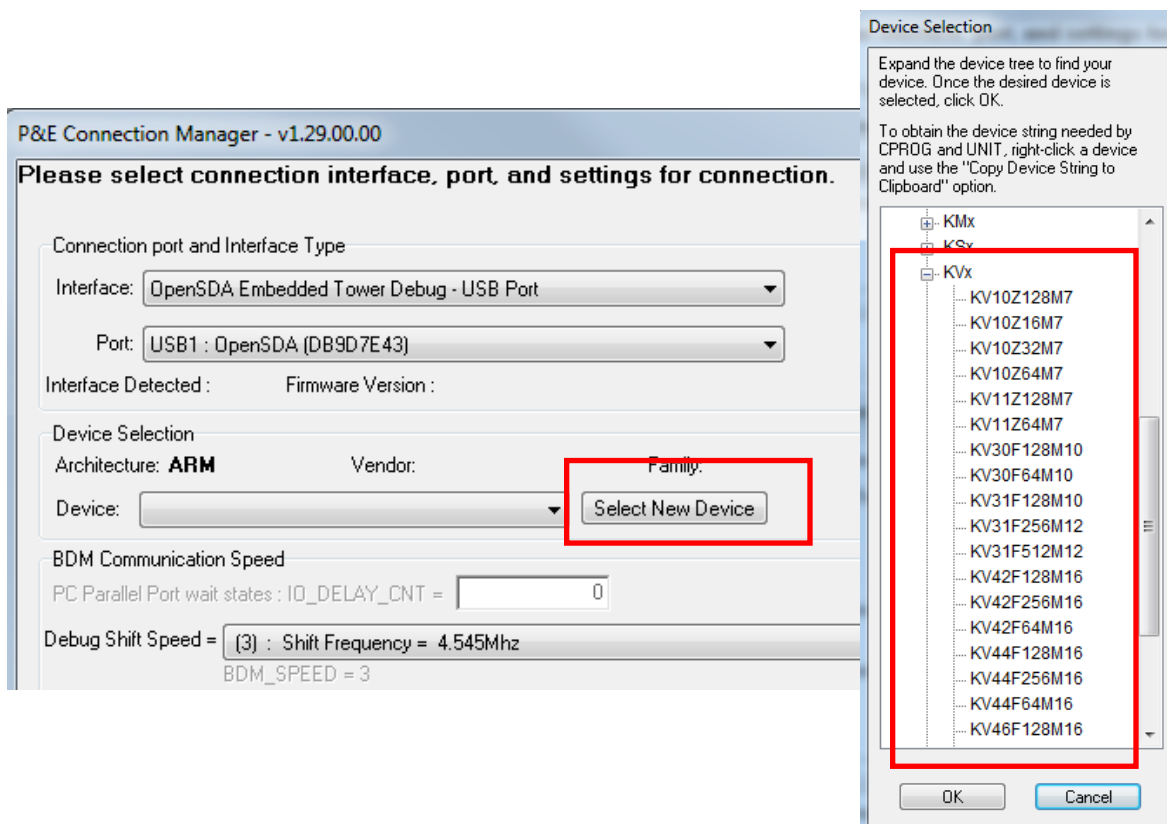 P&E Connection Manager - v1.29.00.00
Please select connection interface, port, and settings for connection.
Connection port and Interface Type
Interface: OpenSDA Embedded Tower Debug - USB Port
Port: USB1 : OpenSDA (DB9D7E43)
Interface Detected : Firmware Version :
Device Selection
Architecture: ARM Vendor: Family:
Device: Select New Device
BDM Communication Speed
PC Parallel Port wait states : IO_DELAY_CNT = 0
Debug Shift Speed = (3) : Shift Frequency = 4.545Mhz
BDM_SPEED = 3
Device Selection
Expand the device tree to find your
device. Once the desired device is
selected, click OK.
To obtain the device string needed by
CPROG and UNIT, right-click a device
and use the "Copy Device String to
Clipboard" option.
KMx
KSx
KVx
KV10Z128M7
KV10Z16M7
KV10Z32M7
KV10Z64M7
KV11Z128M7
KV11Z64M7
KV30F128M10
KV30F64M10
KV31F128M10
KV31F256M12
KV31F512M12
KV42F128M16
KV42F256M16
KV42F64M16
KV44F128M16
KV44F256M16
KV44F64M16
KV46F128M16
OK Cancel